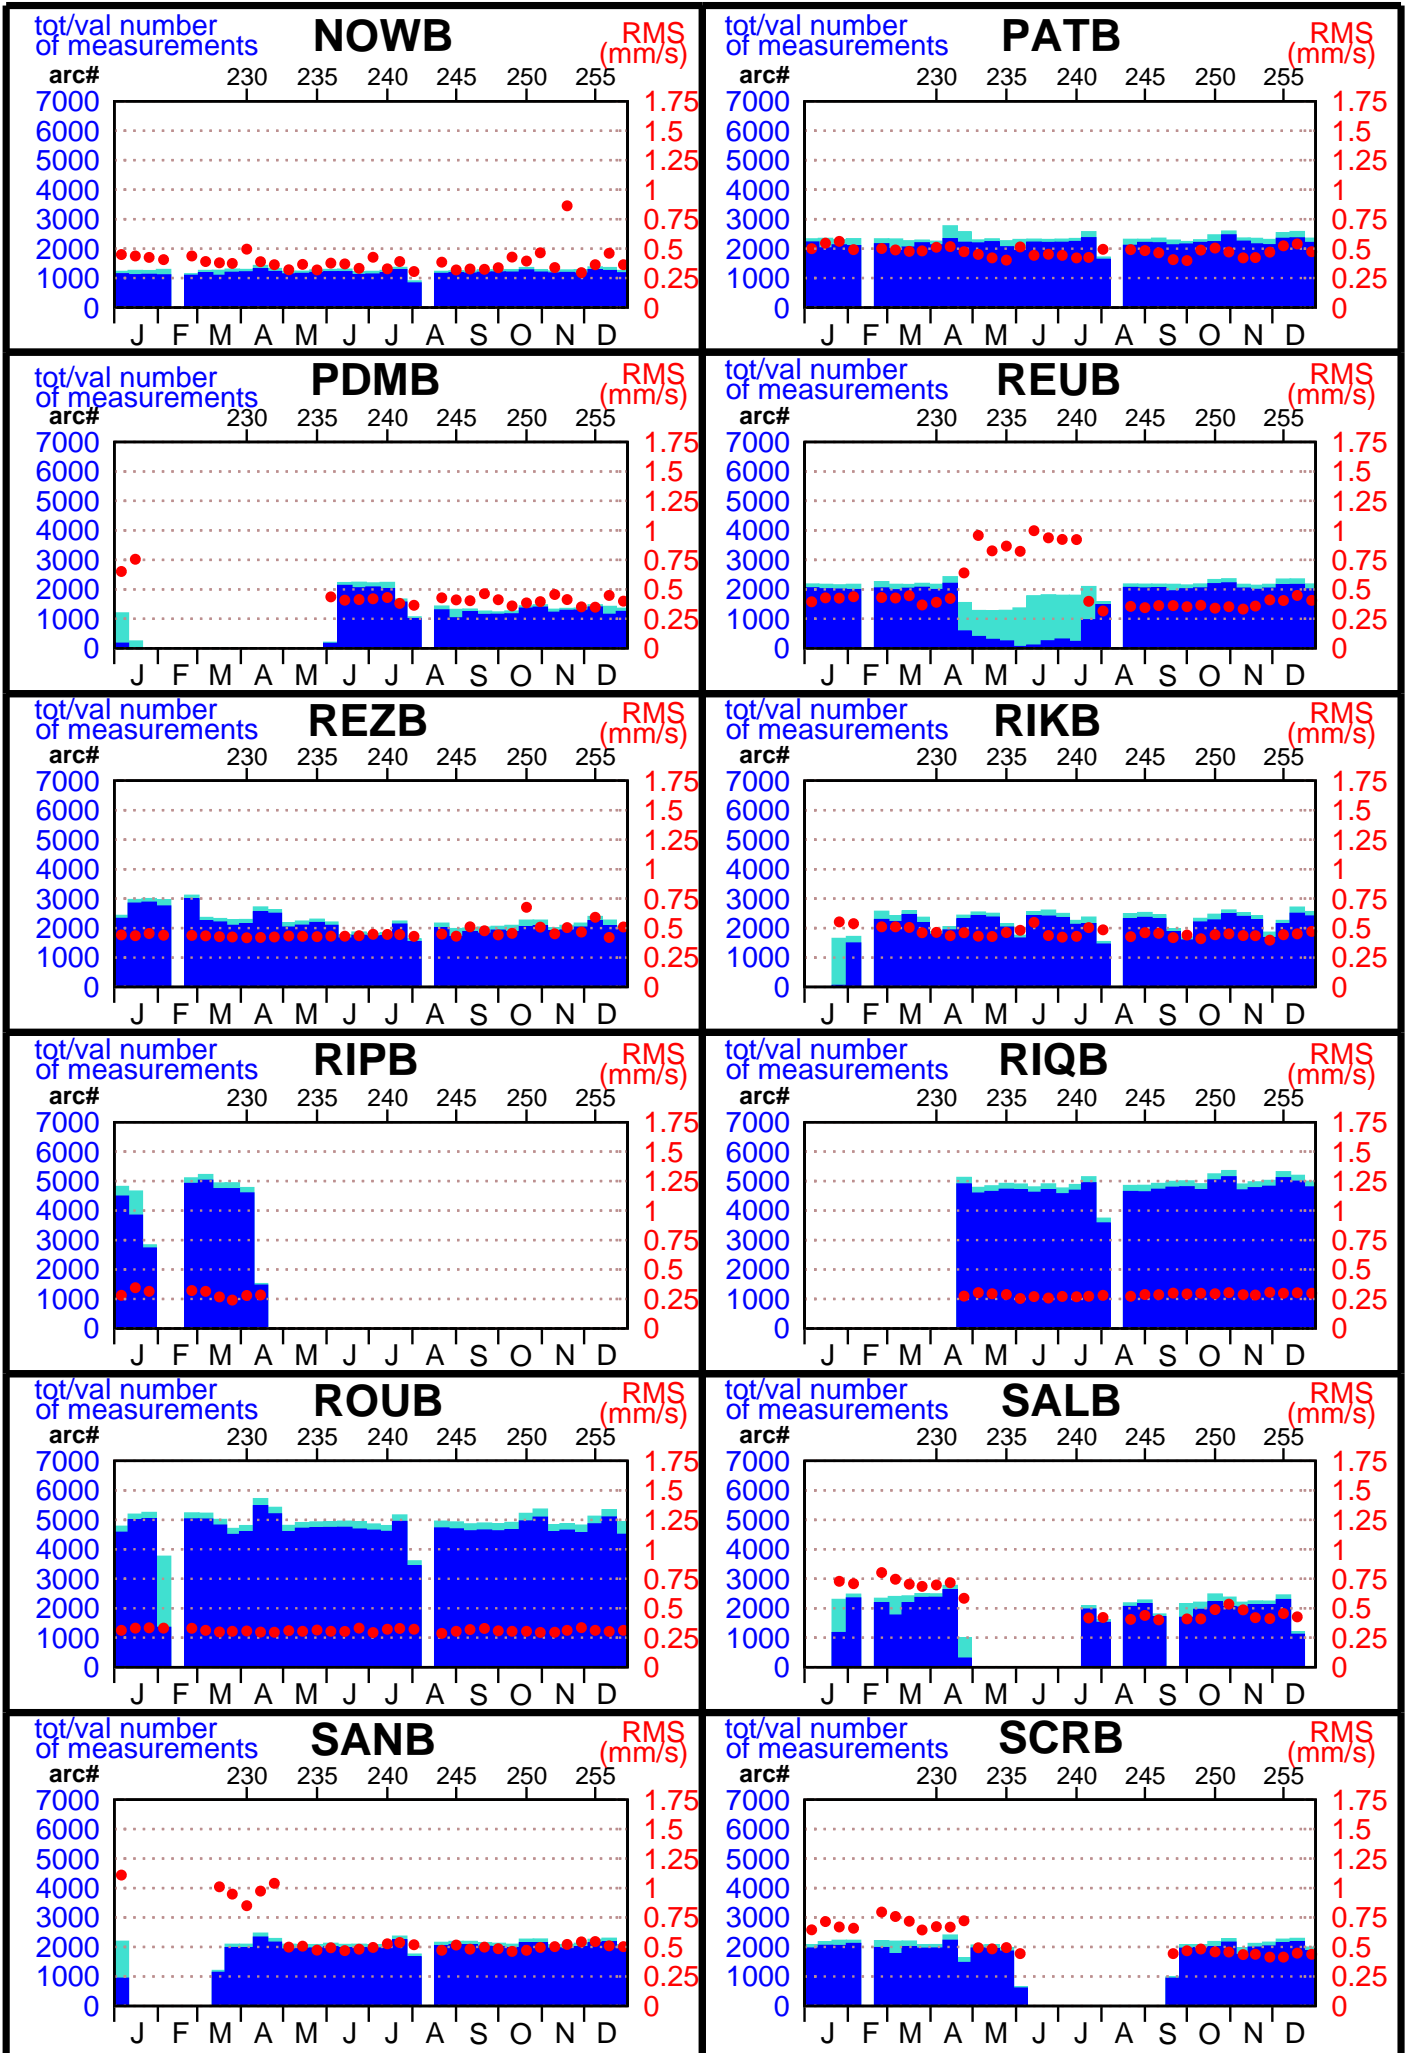 tot/val number
of measurements
NOWB
RMS
(mm/s)
arc#
230 235 240 245 250 255
7000 1.75
6000 1.5
5000 1.25
4000 1
3000 0.75
2000 0.5
1000 0.25
0 0
J F M A M J J A S O N D
tot/val number
of measurements
PATB
RMS
(mm/s)
arc#
230 235 240 245 250 255
7000 1.75
6000 1.5
5000 1.25
4000 1
3000 0.75
2000 0.5
1000 0.25
0 0
J F M A M J J A S O N D
tot/val number
of measurements
PDMB
RMS
(mm/s)
arc#
230 235 240 245 250 255
7000 1.75
6000 1.5
5000 1.25
4000 1
3000 0.75
2000 0.5
1000 0.25
0 0
J F M A M J J A S O N D
tot/val number
of measurements
REUB
RMS
(mm/s)
arc#
230 235 240 245 250 255
7000 1.75
6000 1.5
5000 1.25
4000 1
3000 0.75
2000 0.5
1000 0.25
0 0
J F M A M J J A S O N D
tot/val number
of measurements
REZB
RMS
(mm/s)
arc#
230 235 240 245 250 255
7000 1.75
6000 1.5
5000 1.25
4000 1
3000 0.75
2000 0.5
1000 0.25
0 0
J F M A M J J A S O N D
tot/val number
of measurements
RIKB
RMS
(mm/s)
arc#
230 235 240 245 250 255
7000 1.75
6000 1.5
5000 1.25
4000 1
3000 0.75
2000 0.5
1000 0.25
0 0
J F M A M J J A S O N D
tot/val number
of measurements
RIPB
RMS
(mm/s)
arc#
230 235 240 245 250 255
7000 1.75
6000 1.5
5000 1.25
4000 1
3000 0.75
2000 0.5
1000 0.25
0 0
J F M A M J J A S O N D
tot/val number
of measurements
RIQB
RMS
(mm/s)
arc#
230 235 240 245 250 255
7000 1.75
6000 1.5
5000 1.25
4000 1
3000 0.75
2000 0.5
1000 0.25
0 0
J F M A M J J A S O N D
tot/val number
of measurements
ROUB
RMS
(mm/s)
arc#
230 235 240 245 250 255
7000 1.75
6000 1.5
5000 1.25
4000 1
3000 0.75
2000 0.5
1000 0.25
0 0
J F M A M J J A S O N D
tot/val number
of measurements
SALB
RMS
(mm/s)
arc#
230 235 240 245 250 255
7000 1.75
6000 1.5
5000 1.25
4000 1
3000 0.75
2000 0.5
1000 0.25
0 0
J F M A M J J A S O N D
tot/val number
of measurements
SANB
RMS
(mm/s)
arc#
230 235 240 245 250 255
7000 1.75
6000 1.5
5000 1.25
4000 1
3000 0.75
2000 0.5
1000 0.25
0 0
J F M A M J J A S O N D
tot/val number
of measurements
SCRB
RMS
(mm/s)
arc#
230 235 240 245 250 255
7000 1.75
6000 1.5
5000 1.25
4000 1
3000 0.75
2000 0.5
1000 0.25
0 0
J F M A M J J A S O N D